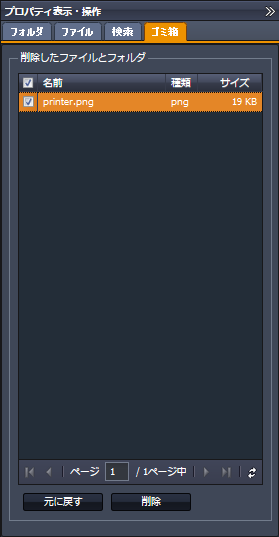 プロパティ表示・操作
フォルダ ファイル 検索 ゴミ箱
削除したファイルとフォルダ
名前 種類 サイズ
printer.png png 19 KB
ページ 1 / 1ページ中
元に戻す 削除